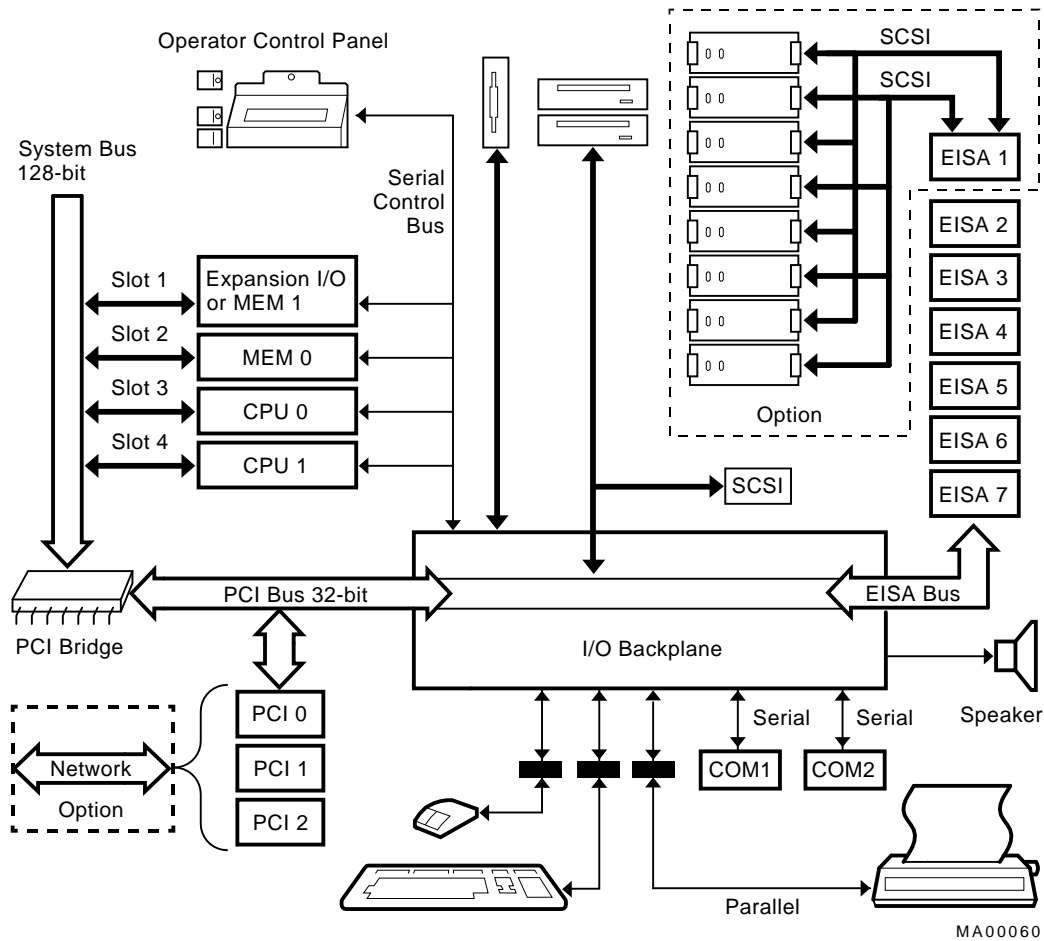 Operator Control Panel
SCSI
SCSI
System Bus
128-bit
EISA 1
Serial
Control
Bus
EISA 2
Slot 1
Expansion I/O
or MEM 1
EISA 3
Slot 2
MEM 0
EISA 4
Slot 3
CPU 0
EISA 5
Option
Slot 4
CPU 1
EISA 6
SCSI
EISA 7
PCI Bus 32-bit
EISA Bus
PCI Bridge
I/O Backplane
PCI 0
Serial
Serial
Speaker
Network
PCI 1
COM1
COM2
Option
PCI 2
Parallel
MA00060